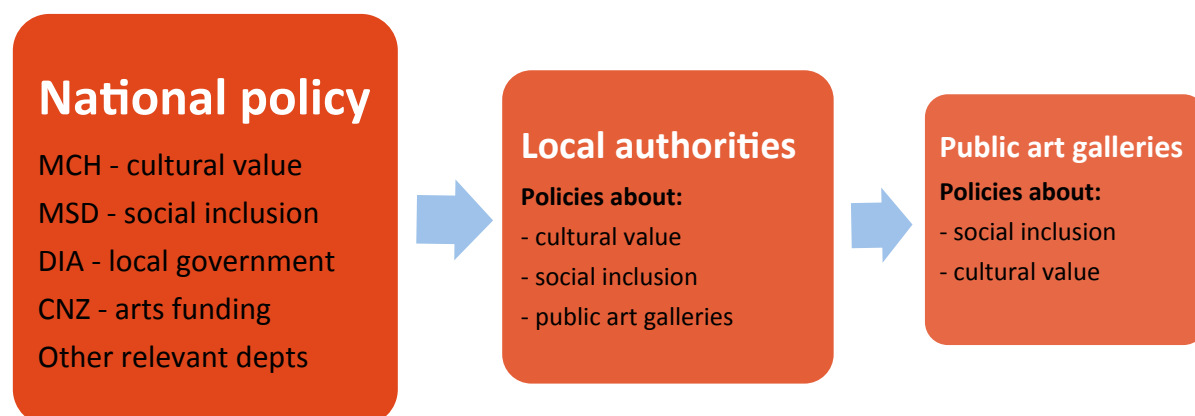 National policy
MCH - cultural value
MSD - social inclusion
DIA - local government
CNZ - arts funding
Other relevant depts
Local authorities
Policies about:
- cultural value
- social inclusion
- public art galleries
Public art galleries
Policies about:
- social inclusion
- cultural value